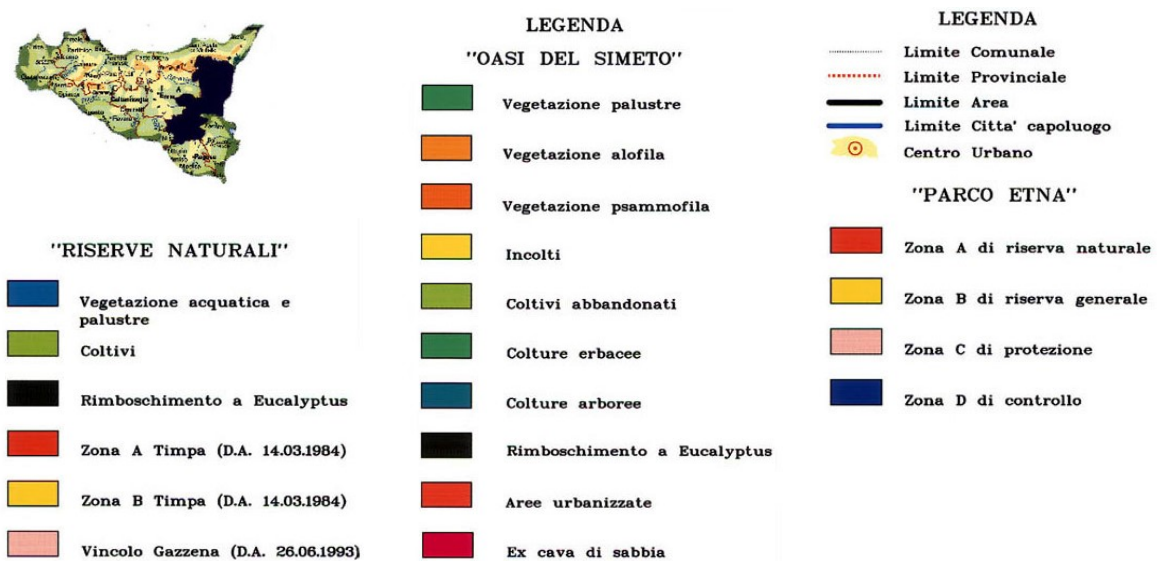 "RISERVE NATURALI"
Vegetazione acquatica e
palustre
Coltivi
Rimboschimento a Eucalyptus
Zona A Timpa (D.A. 14.03.1984)
Zona B Timpa (D.A. 14.03.1984)
Vincolo Gazzena (D.A. 26.06.1993)
LEGENDA
"OASI DEL SIMETO"
Vegetazione palustre
Vegetazione alofila
Vegetazione psammofila
Incolti
Coltivi abbandonati
Colture erbacee
Colture arboree
Rimboschimento a Eucalyptus
Aree urbanizzate
Ex cava di sabbia
LEGENDA
Limite Comunale
Limite Provinciale
Limite Area
Limite Citta' capoluogo
Centro Urbano
"PARCO ETNA"
Zona A di riserva naturale
Zona B di riserva generale
Zona C di protezione
Zona D di controllo